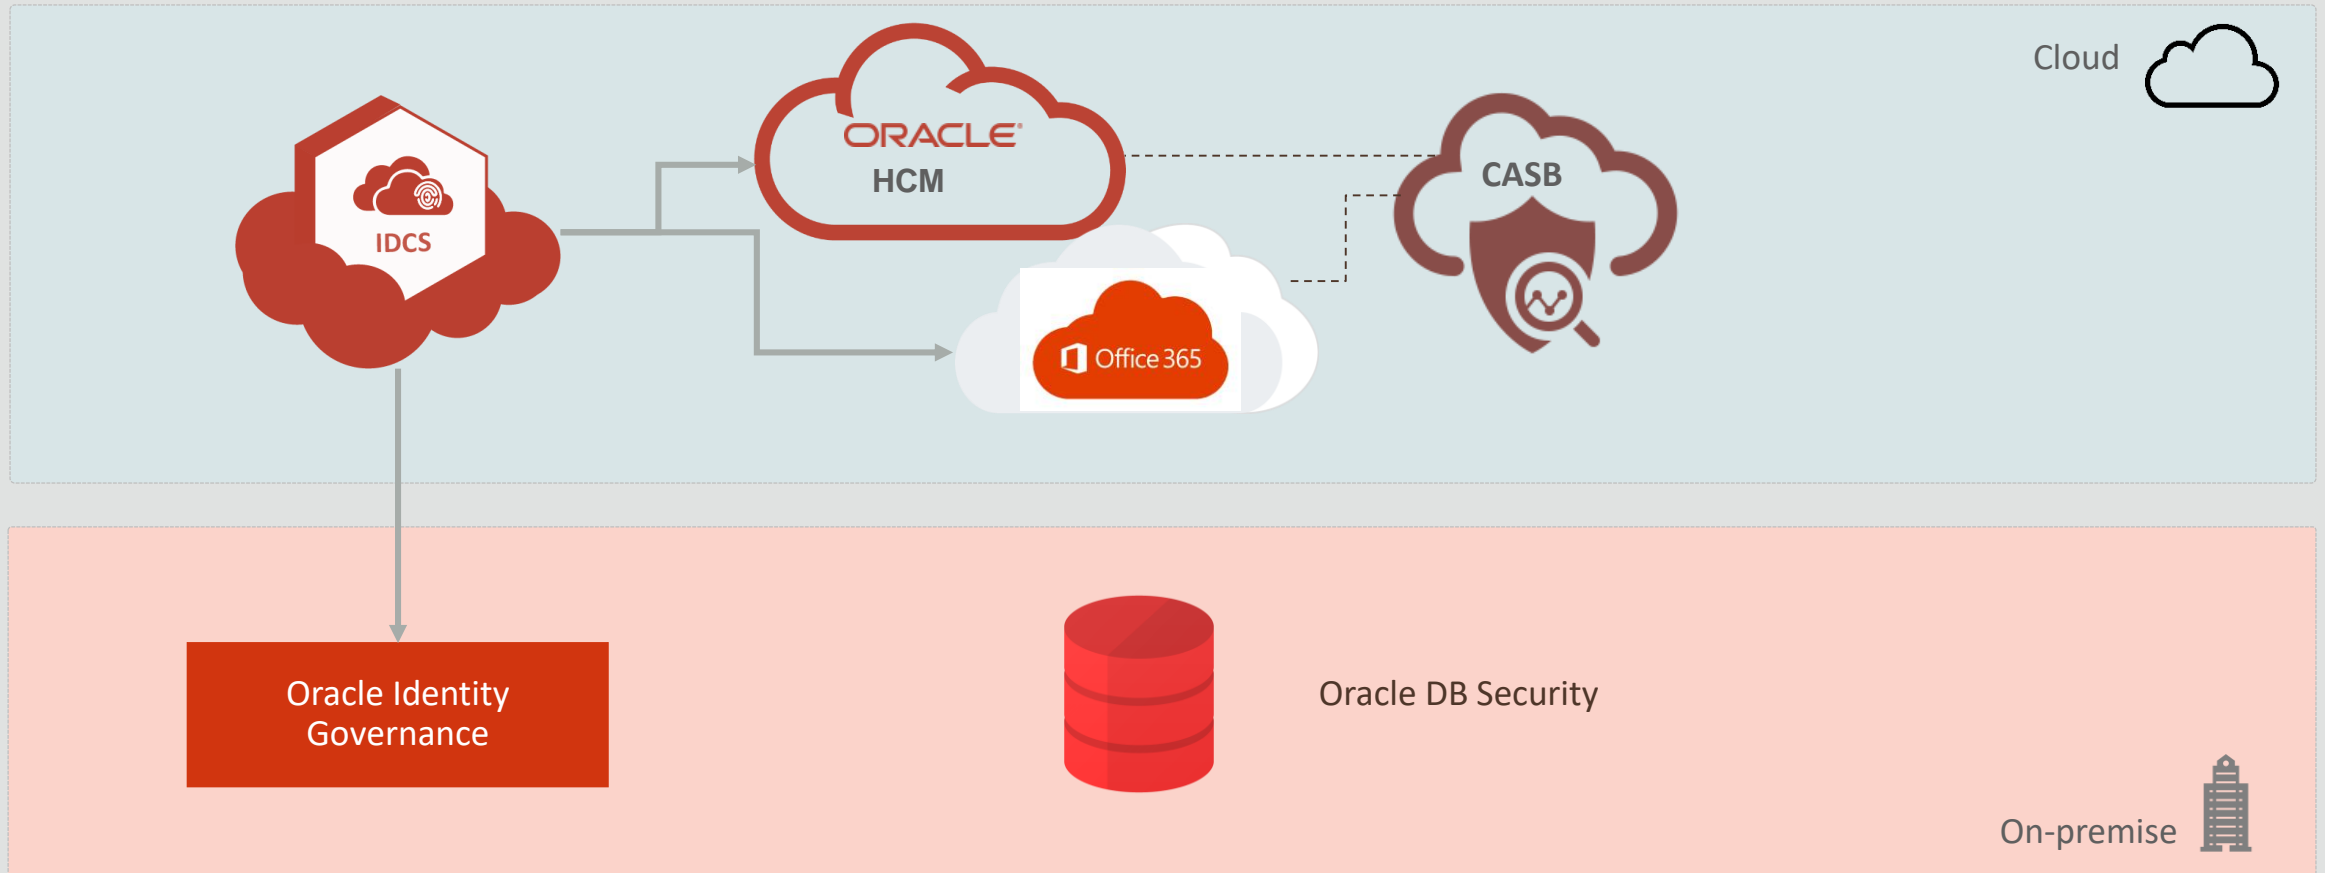 Cloud
ORACLE
HCM
CASB
IDCS
Office 365
Oracle Identity
Governance
Oracle DB Security
On-premise